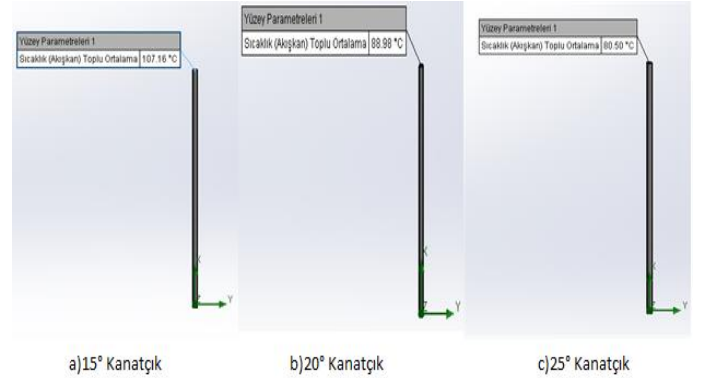 Yüzey Parametreleri 1
Sıcaklık (Akışkan) Toplu Ortalama 107.16 °C
X
Z
Y
a)15° Kanatçık
Yüzey Parametreleri 1
Sıcaklık (Akışkan) Toplu Ortalama 88.98 °C
X
Z
Y
b)20° Kanatçık
Yüzey Parametreleri 1
Sıcaklık (Akışkan) Toplu Ortalama 80.50 °C
X
Z
Y
c)25° Kanatçık